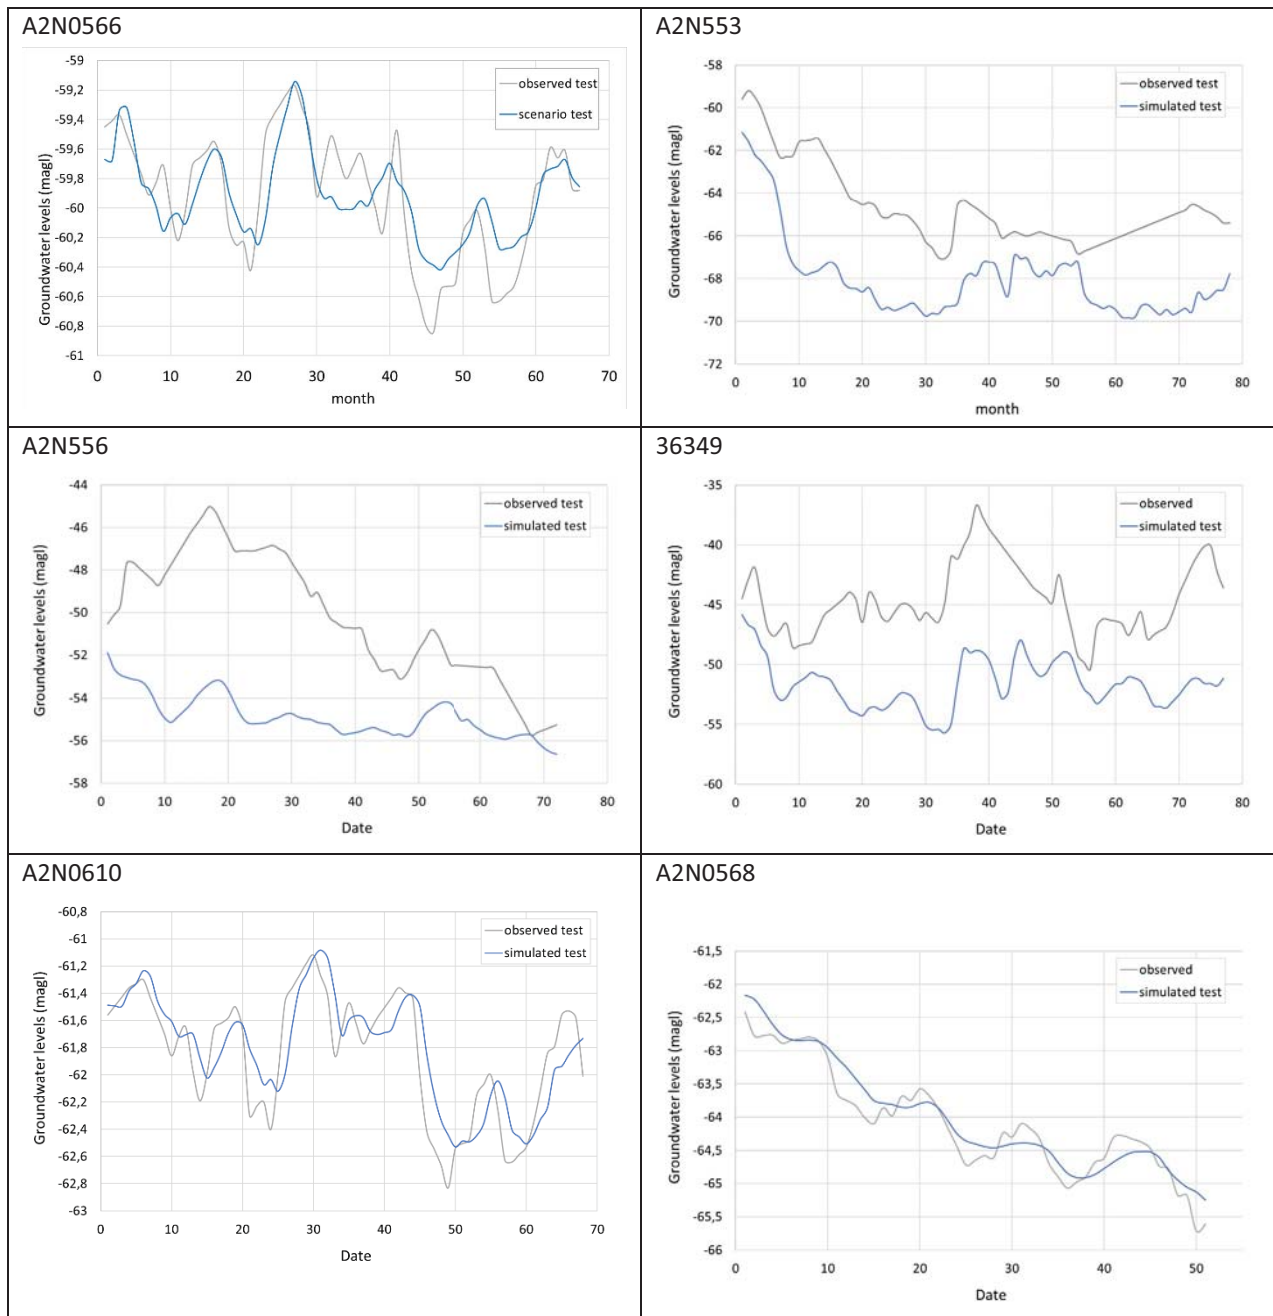 A2N0566
-59
-59,2
-59,4
-59,6
-59,8
-60
-60,2
-60,4
-60,6
-60,8
-61
Groundwater levels (magl)
observed test
scenario test
0 10 20 30 40 50 60 70
month
A2N553
-58
-60
-62
-64
-66
-68
-70
-72
Groundwater levels (magl)
observed test
simulated test
0 10 20 30 40 50 60 70 80
month
A2N556
-44
-46
-48
-50
-52
-54
-56
-58
Groundwater levels (magl)
observed test
simulated test
0 10 20 30 40 50 60 70 80
Date
36349
-35
-40
-45
-50
-55
-60
Groundwater levels (magl)
observed
simulated test
0 10 20 30 40 50 60 70 80
Date
A2N0610
-60,8
-61
-61,2
-61,4
-61,6
-61,8
-62
-62,2
-62,4
-62,6
-62,8
-63
Groundwater levels (magl)
observed test
simulated test
0 10 20 30 40 50 60 70
Date
A2N0568
-61,5
-62
-62,5
-63
-63,5
-64
-64,5
-65
-65,5
-66
Groundwater levels (magl)
observed
simulated test
0 10 20 30 40 50
Date